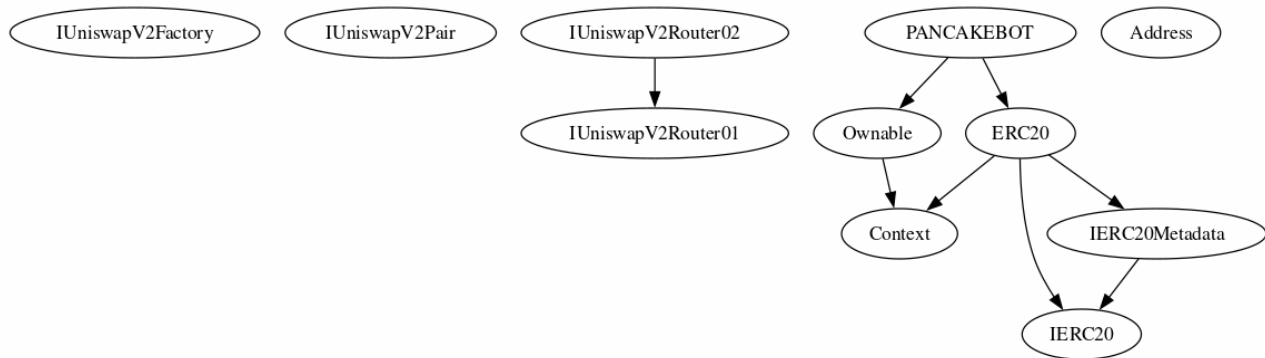 IUniswapV2Factory
IUniswapV2Pair
IUniswapV2Router02
PANCAKEBOT
Address
IUniswapV2Router01
Ownable
ERC20
Context
IERC20Metadata
IERC20